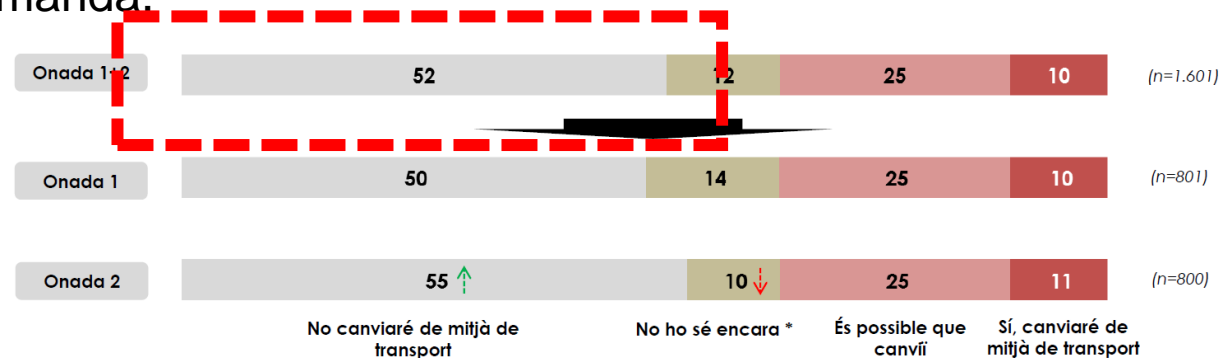 Onada 1+2 52 12 25 10 (n=1.601)
Onada 1 50 14 25 10 (n=801)
Onada 2 55 10 25 11 (n=800)
No canviaré de mitjà de transport
No ho sé encara *
És possible que canviï
Sí, canviaré de mitjà de transport